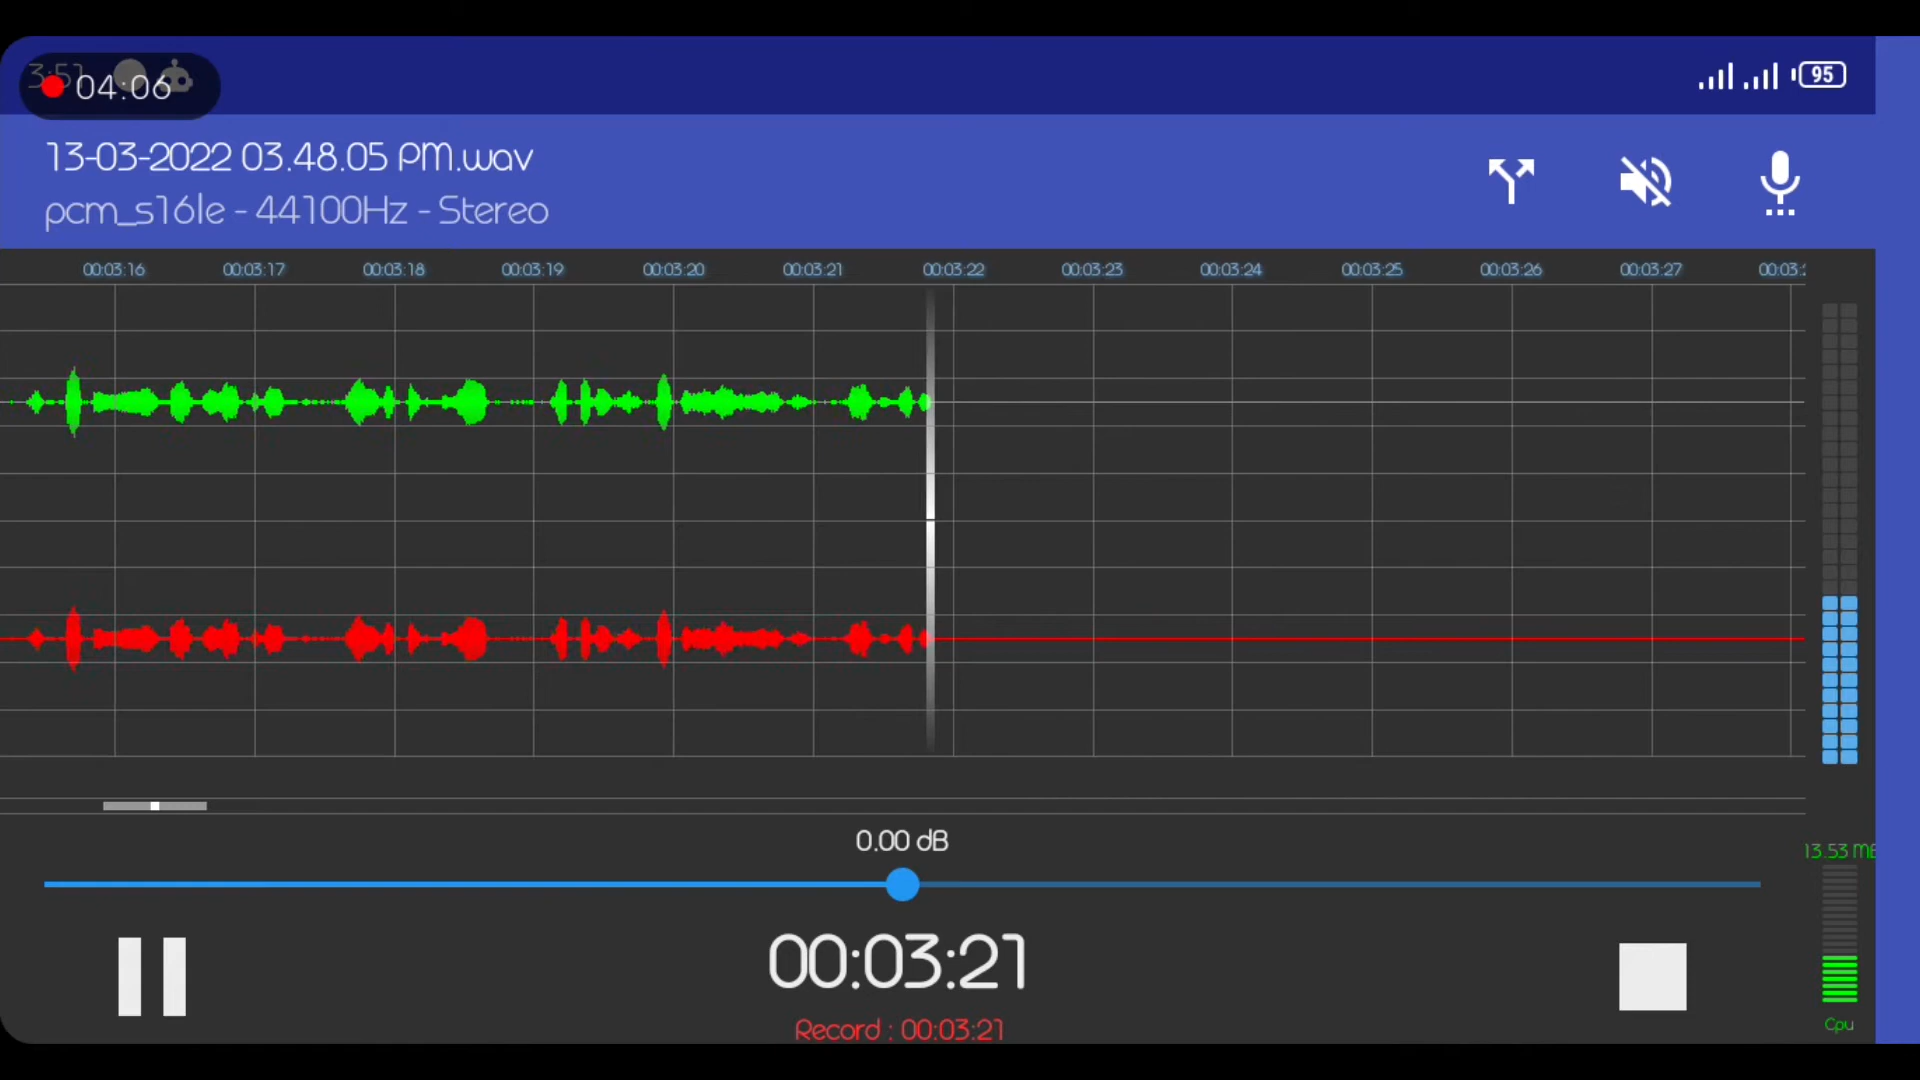 3:51
04:06
95
13-03-2022 03.48.05 PM.wav
pcm_s16le - 44100Hz - Stereo
00:03:16 00:03:17 00:03:18 00:03:19 00:03:20 00:03:21 00:03:22 00:03:23 00:03:24 00:03:25 00:03:26 00:03:27
0.00 dB
13.53
00:03:21
Record : 00:03:21
Cpu